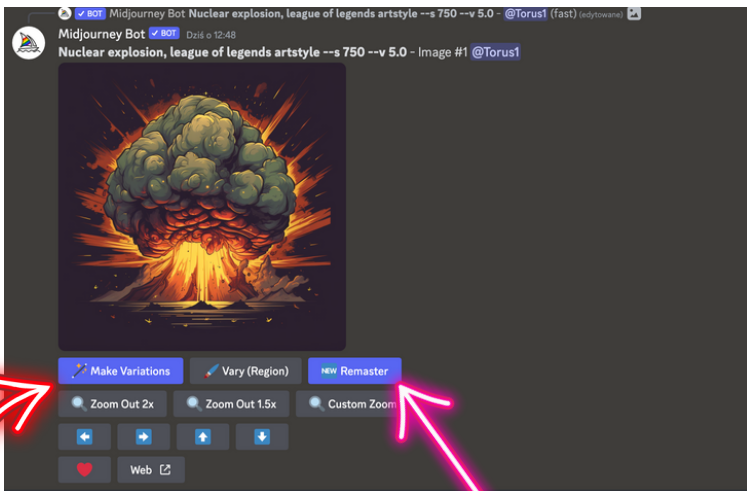 ✓ BOT Midjourney Bot Nuclear explosion, league of legends artstyle --s 750 --v 5.0 - @Torus1 (fast) (edytowane)
Midjourney Bot ✓ BOT Dziś o 12:48
Nuclear explosion, league of legends artstyle --s 750 --v 5.0 - Image #1 @Torus1
Make Variations Vary (Region) NEW Remaster
Zoom Out 2x Zoom Out 1.5x Custom Zoom
Web